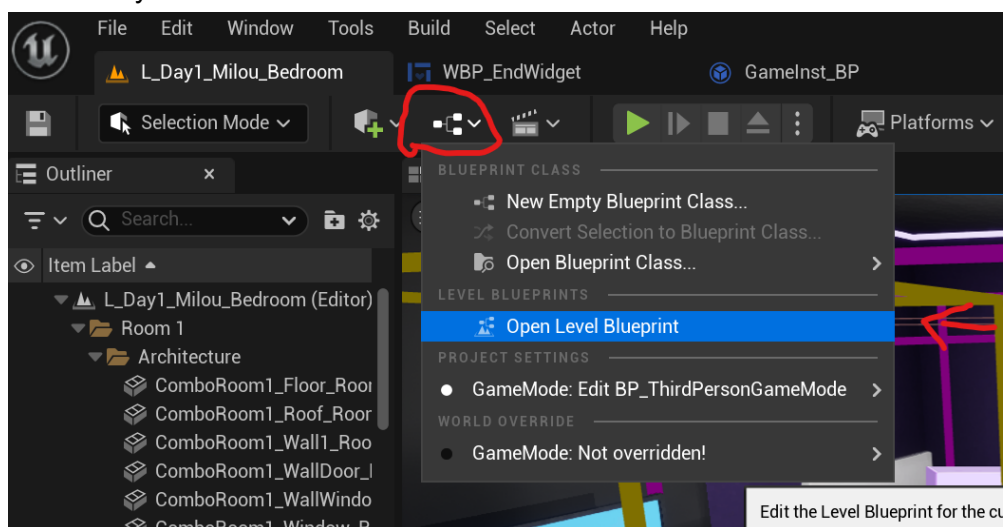 File Edit Window Tools Build Select Actor Help
L_Day1_Milou_Bedroom WBP_EndWidget GameInst_BP
Selection Mode Platforms
Outliner
Search...
BLUEPRINT CLASS
New Empty Blueprint Class...
Convert Selection to Blueprint Class...
Open Blueprint Class...
LEVEL BLUEPRINTS
Open Level Blueprint
PROJECT SETTINGS
GameMode: Edit BP_ThirdPersonGameMode
WORLD OVERRIDE
GameMode: Not overridden!
Item Label
L_Day1_Milou_Bedroom (Editor)
Room 1
Architecture
ComboRoom1_Floor_Roor
ComboRoom1_Roof_Roor
ComboRoom1_Wall1_Roo
ComboRoom1_WallDoor_
ComboRoom1_WallWindo
Edit the Level Blueprint for the